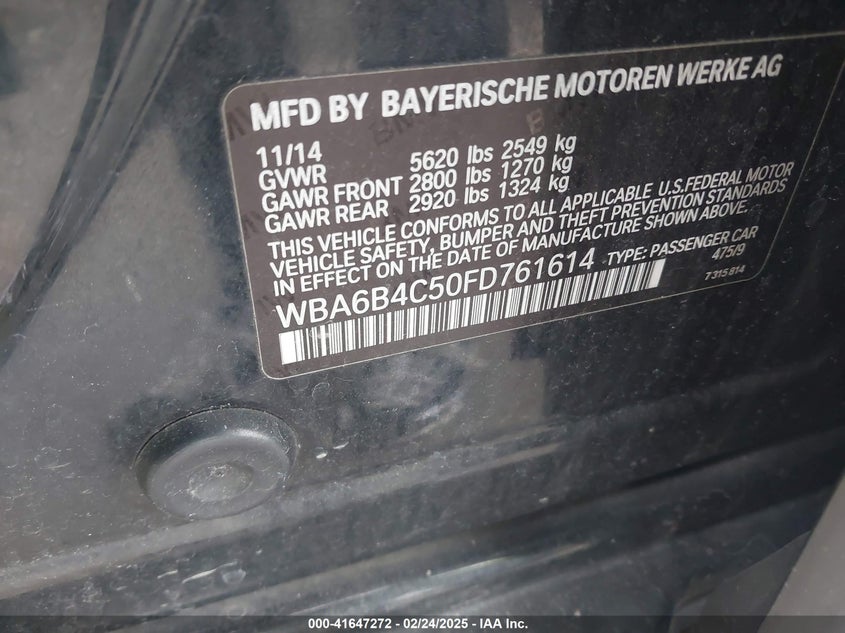 MFD BY BAYERISCHE MOTOREN WERKE AG
11/14
GVWR 5620 lbs 2549 kg
GAWR FRONT 2800 lbs 1270 kg
GAWR REAR 2920 lbs 1324 kg
THIS VEHICLE CONFORMS TO ALL APPLICABLE U.S.FEDERAL MOTOR
VEHICLE SAFETY, BUMPER AND THEFT PREVENTION STANDARDS
IN EFFECT ON THE DATE OF MANUFACTURE SHOWN ABOVE.
WBA6B4C50FD761614 TYPE: PASSENGER CAR
475/9
7315814
000-41647272 - 02/24/2025 - IAA Inc.